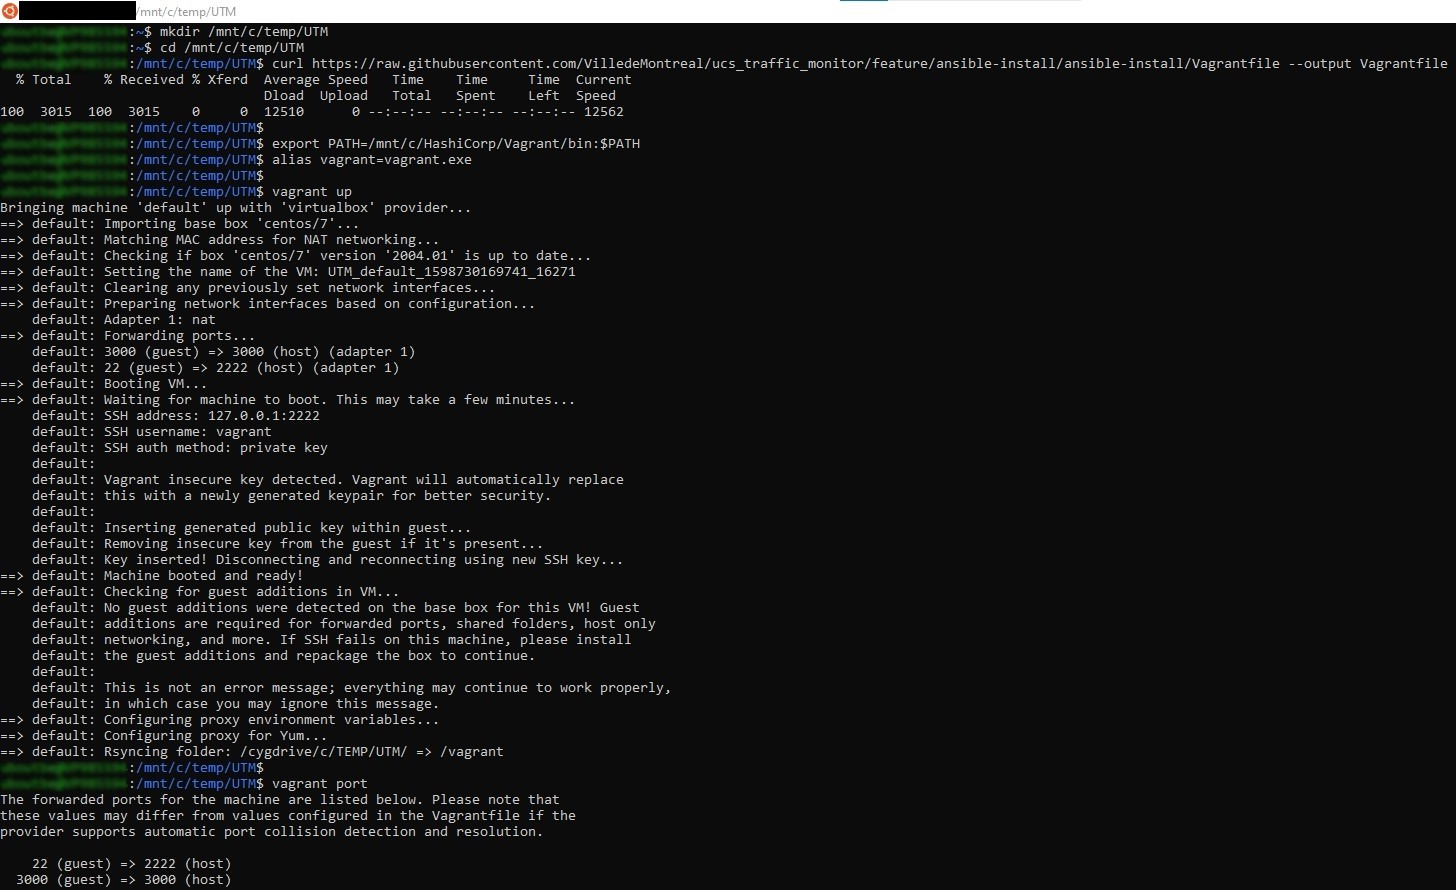 /mnt/c/temp/UTM
:~$ mkdir /mnt/c/temp/UTM
:~$ cd /mnt/c/temp/UTM
:/mnt/c/temp/UTM$ curl https://raw.githubusercontent.com/VilledeMontreal/ucs_traffic_monitor/feature/ansible-install/ansible-install/Vagrantfile --output Vagrantfile
  % Total    % Received % Xferd  Average Speed   Time    Time     Time  Current
                                 Dload  Upload   Total   Spent    Left  Speed
100  3015  100  3015    0     0  12510      0 --:--:-- --:--:-- --:--:-- 12562
:/mnt/c/temp/UTM$
:/mnt/c/temp/UTM$ export PATH=/mnt/c/HashiCorp/Vagrant/bin:$PATH
:/mnt/c/temp/UTM$ alias vagrant=vagrant.exe
:/mnt/c/temp/UTM$
:/mnt/c/temp/UTM$ vagrant up
Bringing machine 'default' up with 'virtualbox' provider...
==> default: Importing base box 'centos/7'...
==> default: Matching MAC address for NAT networking...
==> default: Checking if box 'centos/7' version '2004.01' is up to date...
==> default: Setting the name of the VM: UTM_default_1598730169741_16271
==> default: Clearing any previously set network interfaces...
==> default: Preparing network interfaces based on configuration...
    default: Adapter 1: nat
==> default: Forwarding ports...
    default: 3000 (guest) => 3000 (host) (adapter 1)
    default: 22 (guest) => 2222 (host) (adapter 1)
==> default: Booting VM...
==> default: Waiting for machine to boot. This may take a few minutes...
    default: SSH address: 127.0.0.1:2222
    default: SSH username: vagrant
    default: SSH auth method: private key
    default:
    default: Vagrant insecure key detected. Vagrant will automatically replace
    default: this with a newly generated keypair for better security.
    default:
    default: Inserting generated public key within guest...
    default: Removing insecure key from the guest if it's present...
    default: Key inserted! Disconnecting and reconnecting using new SSH key...
==> default: Machine booted and ready!
==> default: Checking for guest additions in VM...
    default: No guest additions were detected on the base box for this VM! Guest
    default: additions are required for forwarded ports, shared folders, host only
    default: networking, and more. If SSH fails on this machine, please install
    default: the guest additions and repackage the box to continue.
    default:
    default: This is not an error message; everything may continue to work properly,
    default: in which case you may ignore this message.
==> default: Configuring proxy environment variables...
==> default: Configuring proxy for Yum...
==> default: Rsyncing folder: /cygdrive/c/TEMP/UTM/ => /vagrant
:/mnt/c/temp/UTM$
:/mnt/c/temp/UTM$ vagrant port
The forwarded ports for the machine are listed below. Please note that
these values may differ from values configured in the Vagrantfile if the
provider supports automatic port collision detection and resolution.

    22 (guest) => 2222 (host)
  3000 (guest) => 3000 (host)